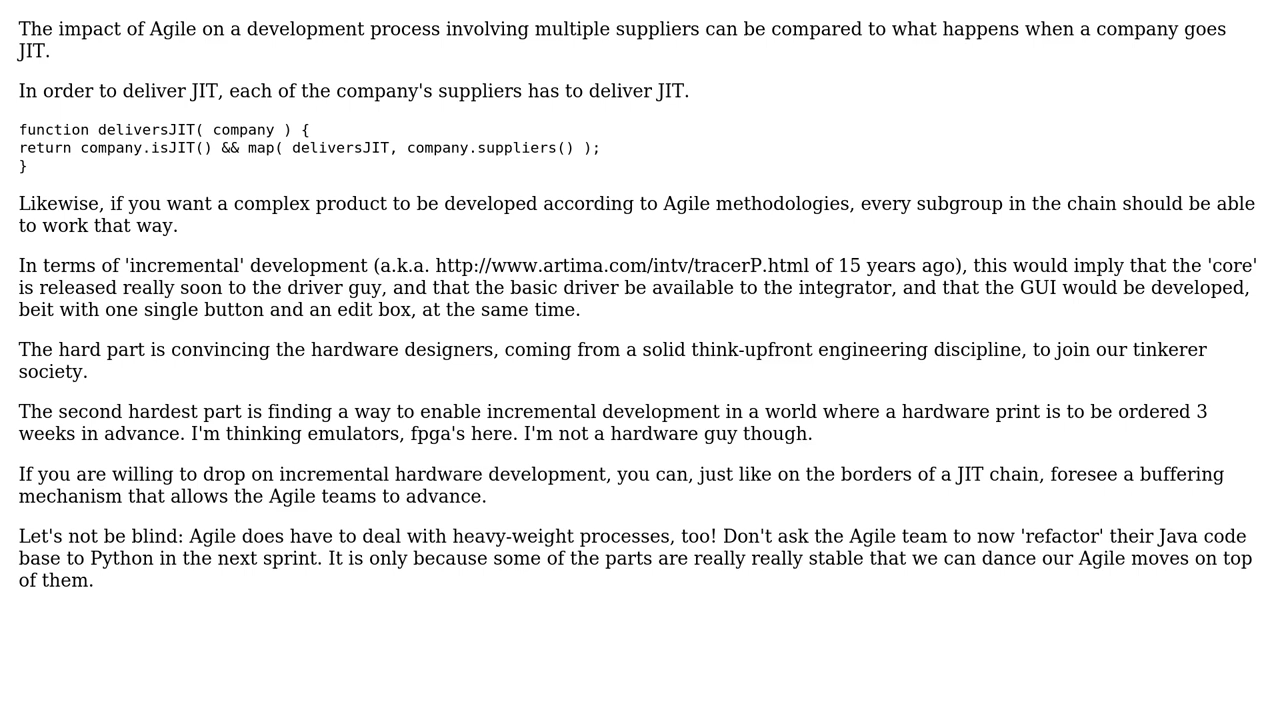 The impact of Agile on a development process involving multiple suppliers can be compared to what happens when a company goes
JIT.
In order to deliver JIT, each of the company's suppliers has to deliver JIT.
function deliversJIT( company ) {
return company.isJIT() && map( deliversJIT, company.suppliers() );
}
Likewise, if you want a complex product to be developed according to Agile methodologies, every subgroup in the chain should be able
to work that way.
In terms of 'incremental' development (a.k.a. http://www.artima.com/intv/tracerP.html of 15 years ago), this would imply that the 'core'
is released really soon to the driver guy, and that the basic driver be available to the integrator, and that the GUI would be developed,
beit with one single button and an edit box, at the same time.
The hard part is convincing the hardware designers, coming from a solid think-upfront engineering discipline, to join our tinkerer
society.
The second hardest part is finding a way to enable incremental development in a world where a hardware print is to be ordered 3
weeks in advance. I'm thinking emulators, fpga's here. I'm not a hardware guy though.
If you are willing to drop on incremental hardware development, you can, just like on the borders of a JIT chain, foresee a buffering
mechanism that allows the Agile teams to advance.
Let's not be blind: Agile does have to deal with heavy-weight processes, too! Don't ask the Agile team to now 'refactor' their Java code
base to Python in the next sprint. It is only because some of the parts are really really stable that we can dance our Agile moves on top
of them.